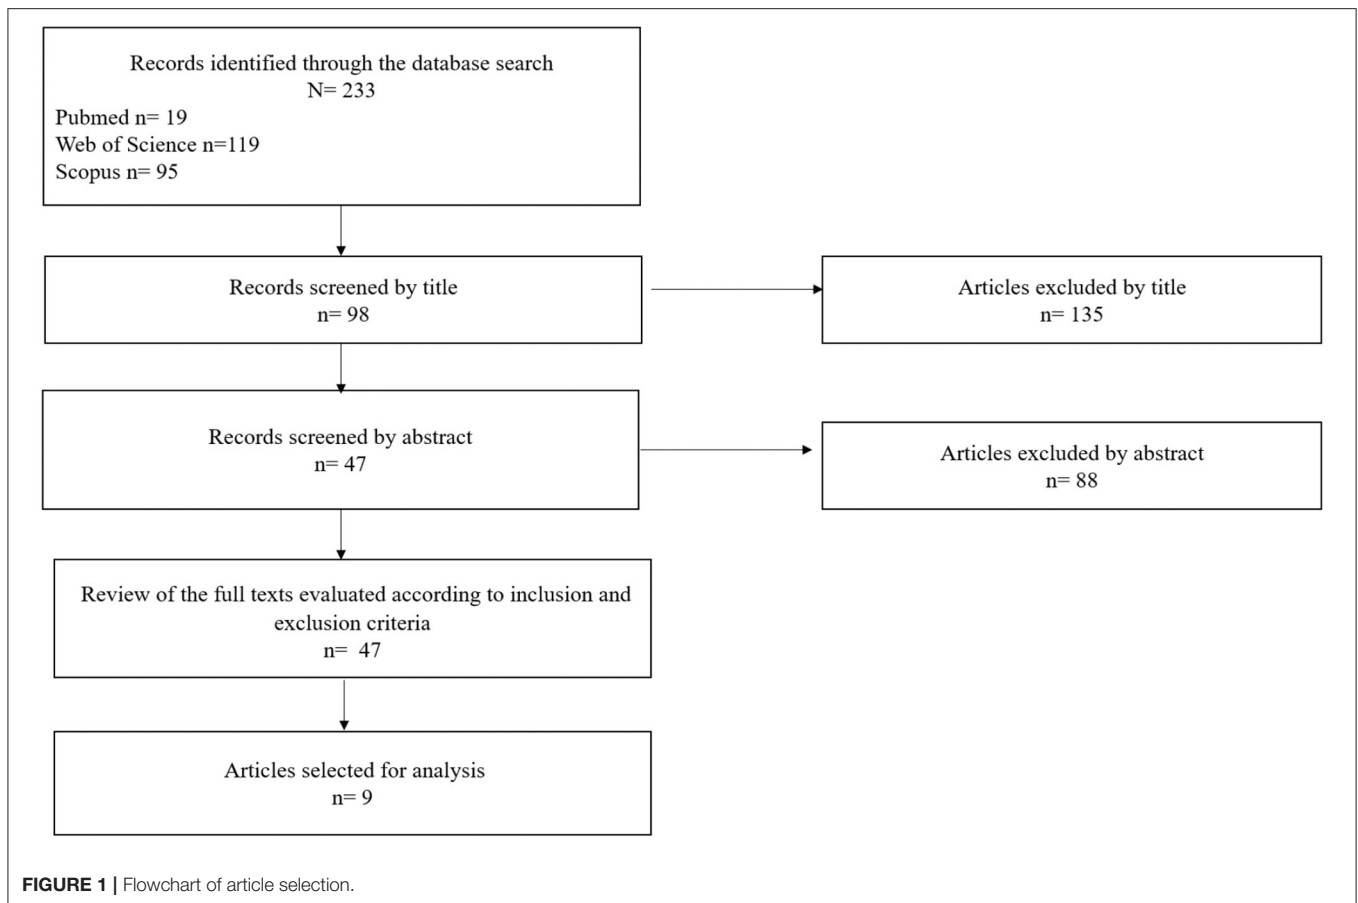 Records identified through the database search
N= 233
Pubmed n= 19
Web of Science n=119
Scopus n= 95
Records screened by title
n= 98
Articles excluded by title
n= 135
Records screened by abstract
n= 47
Articles excluded by abstract
n= 88
Review of the full texts evaluated according to inclusion and
exclusion criteria
n= 47
Articles selected for analysis
n= 9
FIGURE 1 | Flowchart of article selection.